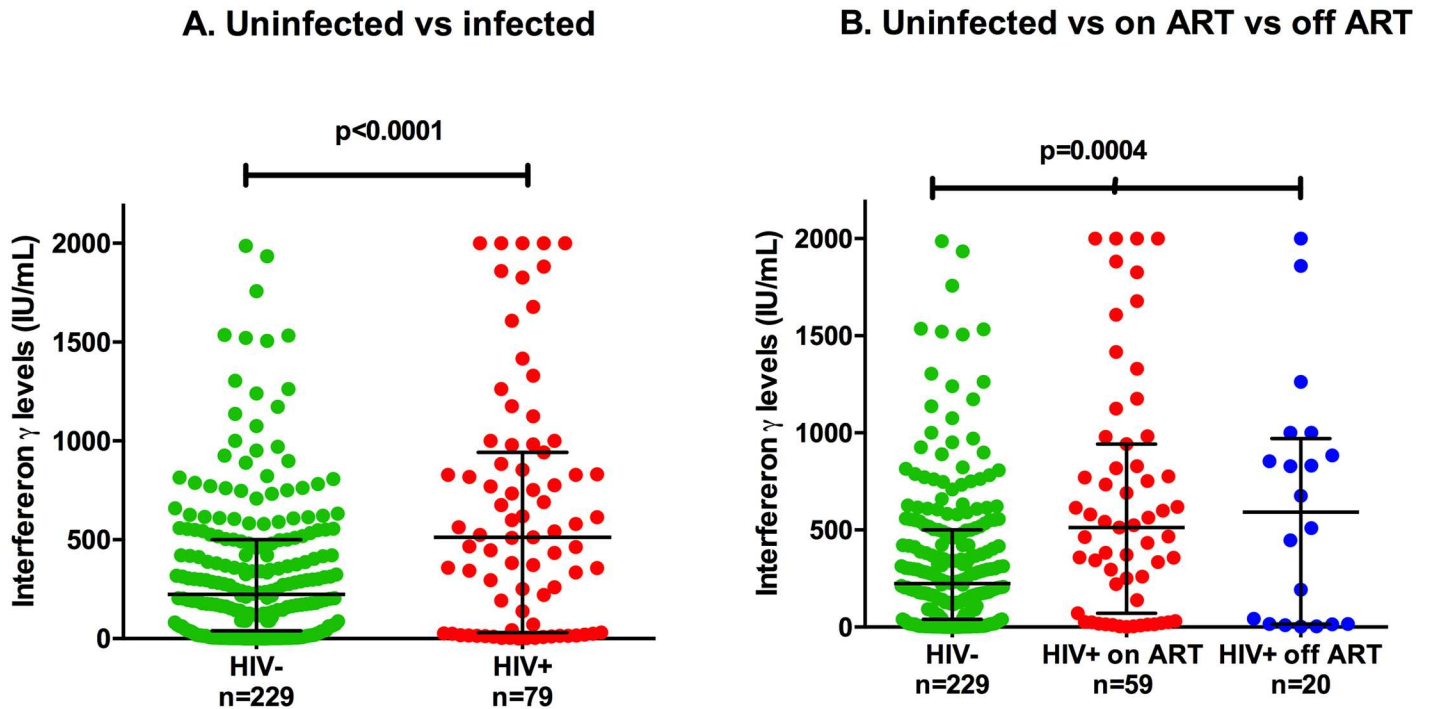 A. Uninfected vs infected
p<0.0001
Interfereron γ levels (IU/mL)
2000
1500
1000
500
0
HIV-
n=229
HIV+
n=79
B. Uninfected vs on ART vs off ART
p=0.0004
Interfereron γ levels (IU/mL)
2000
1500
1000
500
0
HIV-
n=229
HIV+ on ART
n=59
HIV+ off ART
n=20